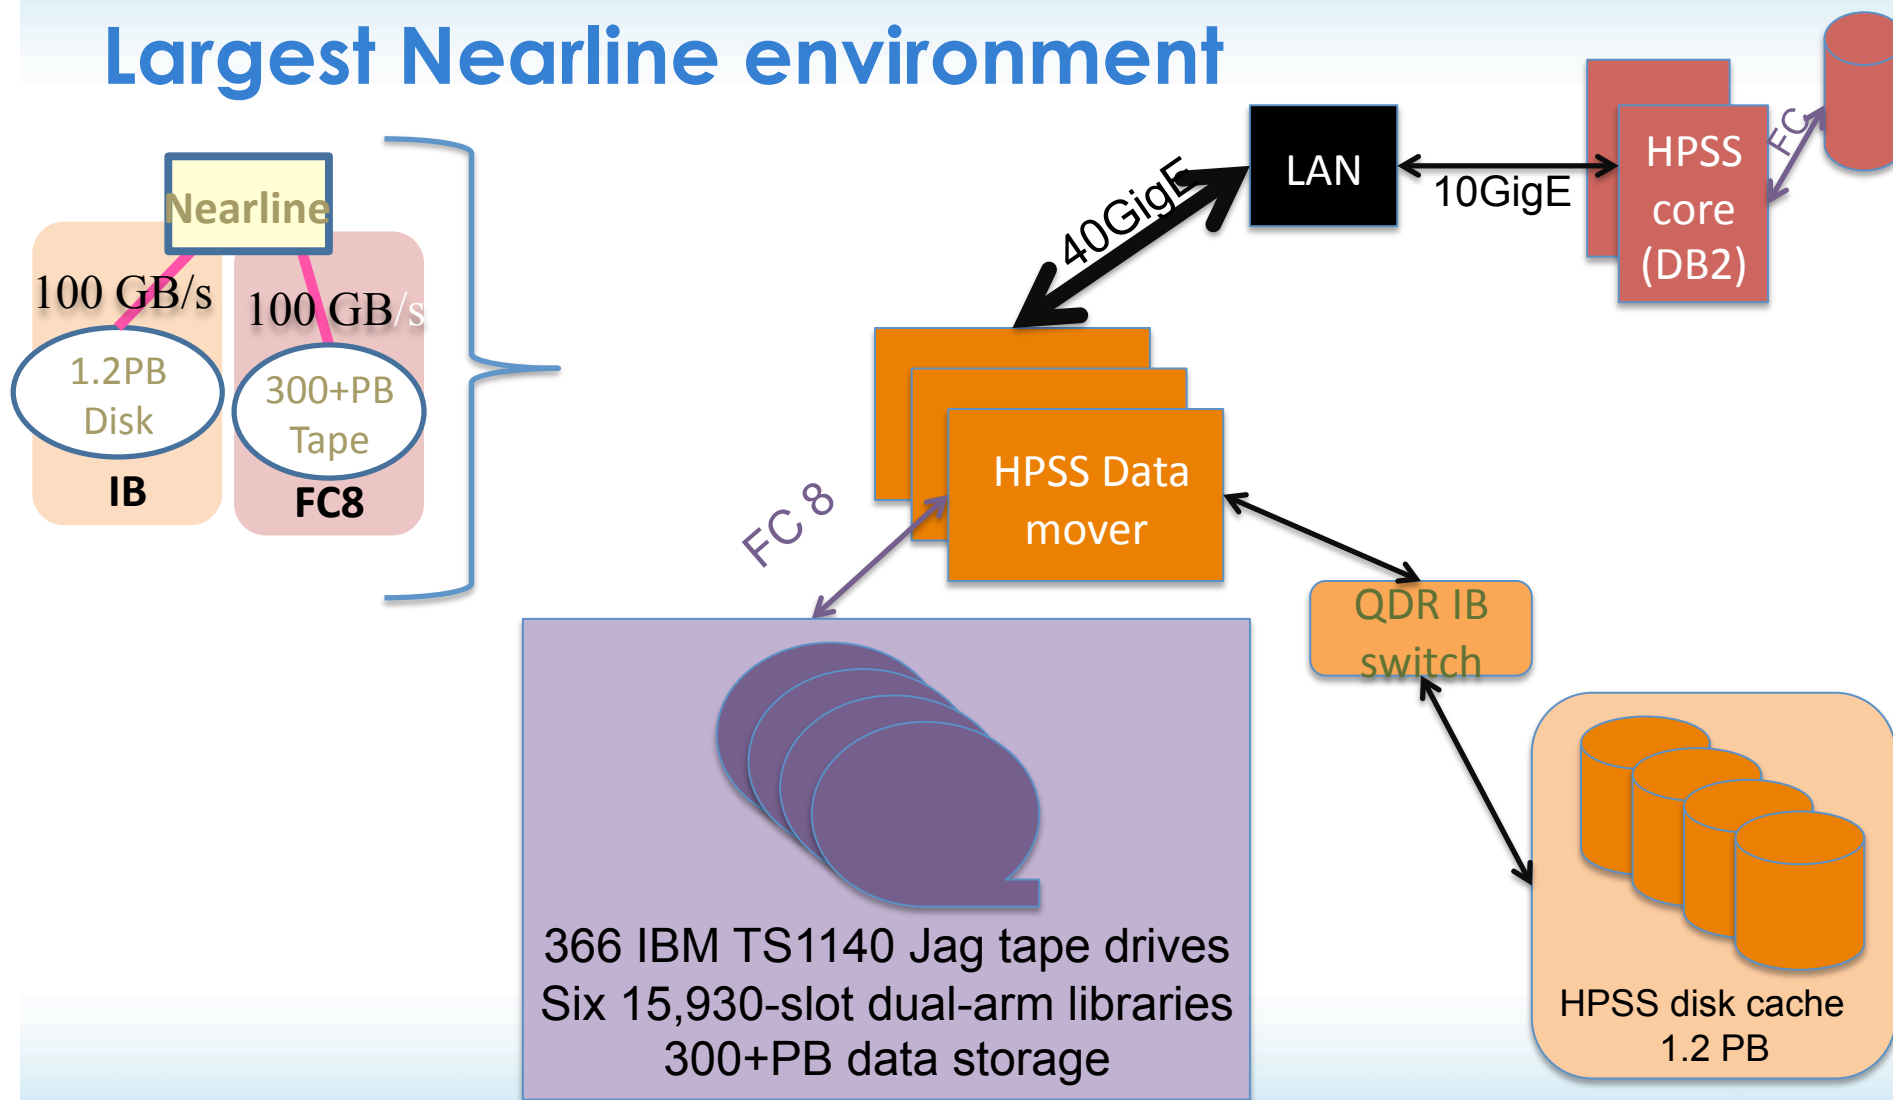 Largest Nearline environment
Nearline
100 GB/s
100 GB/s
1.2PB
Disk
300+PB
Tape
IB
FC8
LAN
40GigE
10GigE
HPSS
core
(DB2)
FC
HPSS Data
mover
FC 8
QDR IB
switch
366 IBM TS1140 Jag tape drives
Six 15,930-slot dual-arm libraries
300+PB data storage
HPSS disk cache
1.2 PB